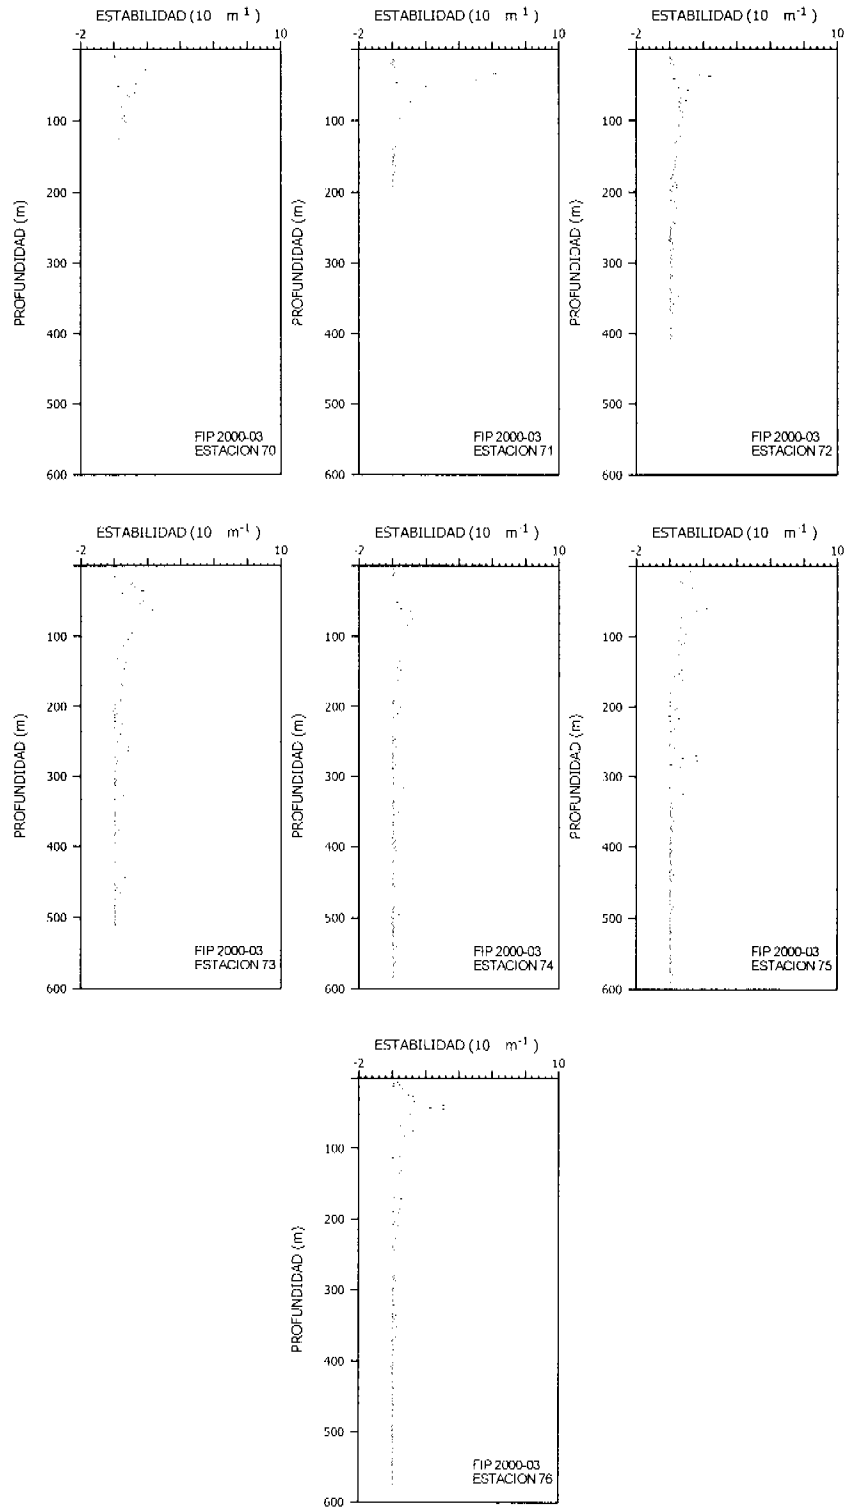 ESTABILIDAD (10 m-1)
-2 10
100
200
300
400
500
600
PROFUNDIDAD (m)
FIP 2000-03
ESTACION 70
ESTABILIDAD (10 m-1)
-2 10
100
200
300
400
500
600
PROFUNDIDAD (m)
FIP 2000-03
ESTACION 71
ESTABILIDAD (10 m-1)
-2 10
100
200
300
400
500
600
PROFUNDIDAD (m)
FIP 2000-03
ESTACION 72
ESTABILIDAD (10 m-1)
-2 10
100
200
300
400
500
600
PROFUNDIDAD (m)
FIP 2000-03
ESTACION 73
ESTABILIDAD (10 m-1)
-2 10
100
200
300
400
500
600
PROFUNDIDAD (m)
FIP 2000-03
ESTACION 74
ESTABILIDAD (10 m-1)
-2 10
100
200
300
400
500
600
PROFUNDIDAD (m)
FIP 2000-03
ESTACION 75
ESTABILIDAD (10 m-1)
-2 10
100
200
300
400
500
600
PROFUNDIDAD (m)
FIP 2000-03
ESTACION 76